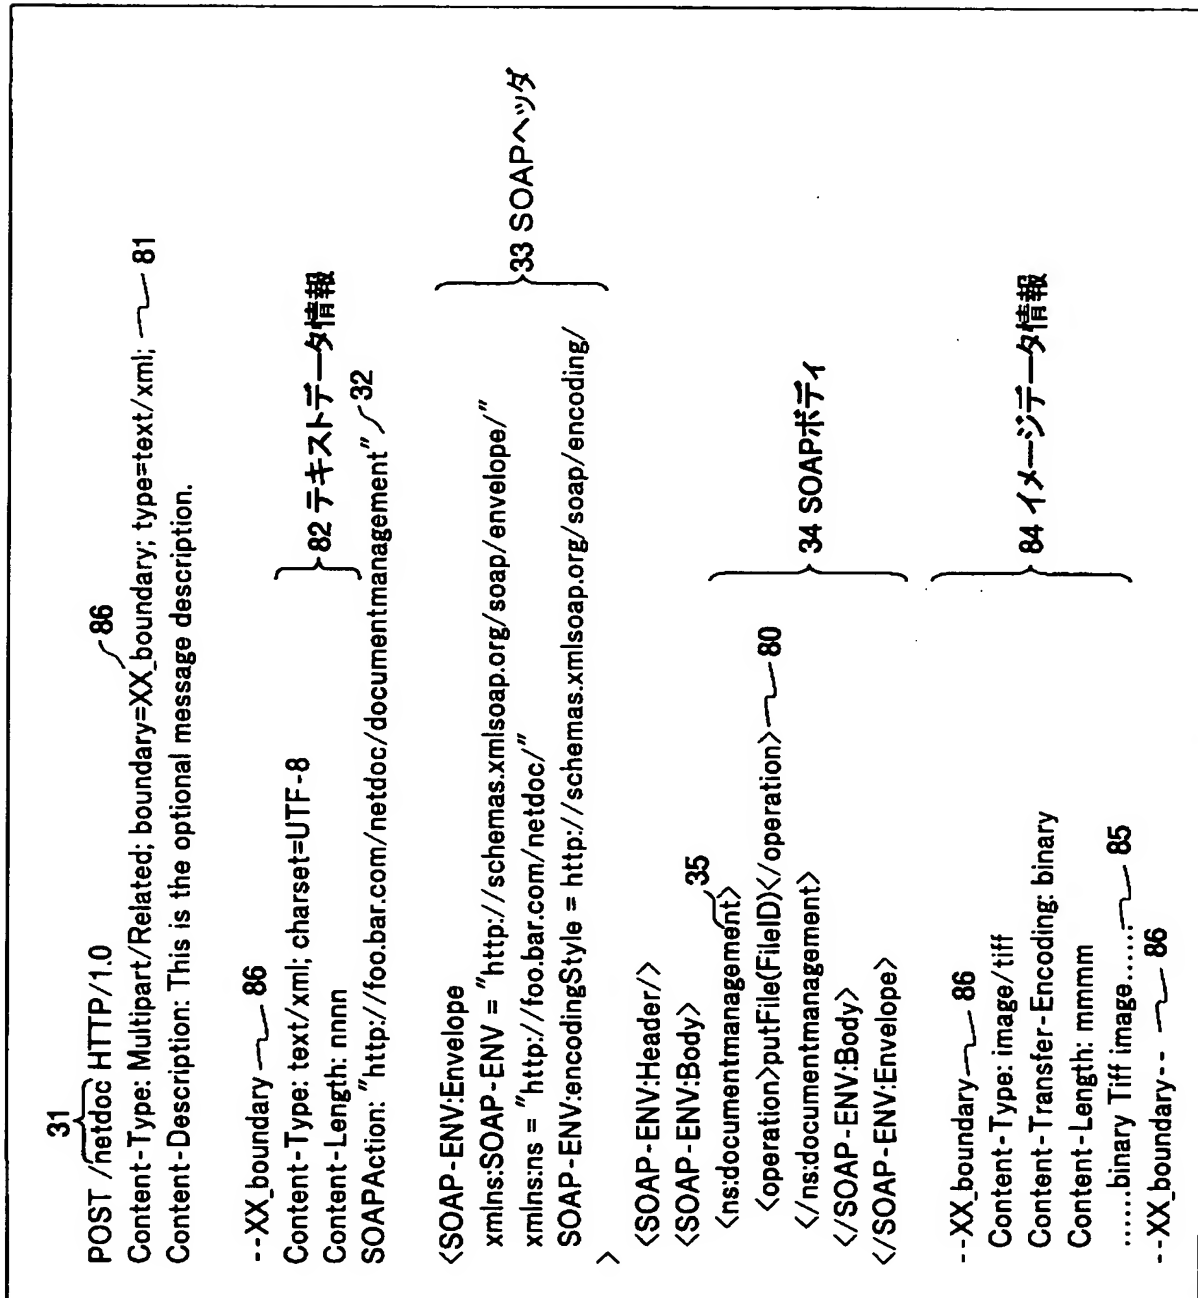 31
POST /netdoc HTTP/1.0
86
Content-Type: Multipart/Related; boundary=XX_boundary; type=text/xml; 81
Content-Description: This is the optional message description.
--XX_boundary 86
Content-Type: text/xml; charset=UTF-8
Content-Length: nnnn
82 テキストデータ情報
SOAPAction: "http://foo.bar.com/netdoc/documentmanagement" 32
<SOAP-ENV:Envelope
xmlns:SOAP-ENV = "http://schemas.xmlsoap.org/soap/envelope/"
xmlns:ns = "http://foo.bar.com/netdoc/"
SOAP-ENV:encodingStyle = http://schemas.xmlsoap.org/soap/encoding/
>
33 SOAPヘッダ
<SOAP-ENV:Header/>
<SOAP-ENV:Body>
35
<ns:documentmanagement>
<operation>putFile(FileID)</operation> 80
</ns:documentmanagement>
</SOAP-ENV:Body>
</SOAP-ENV:Envelope>
34 SOAPボディ
--XX_boundary 86
Content-Type: image/tiff
Content-Transfer-Encoding: binary
Content-Length: mmmm
......binary Tiff image...... 85
--XX_boundary-- 86
84 イメージデータ情報